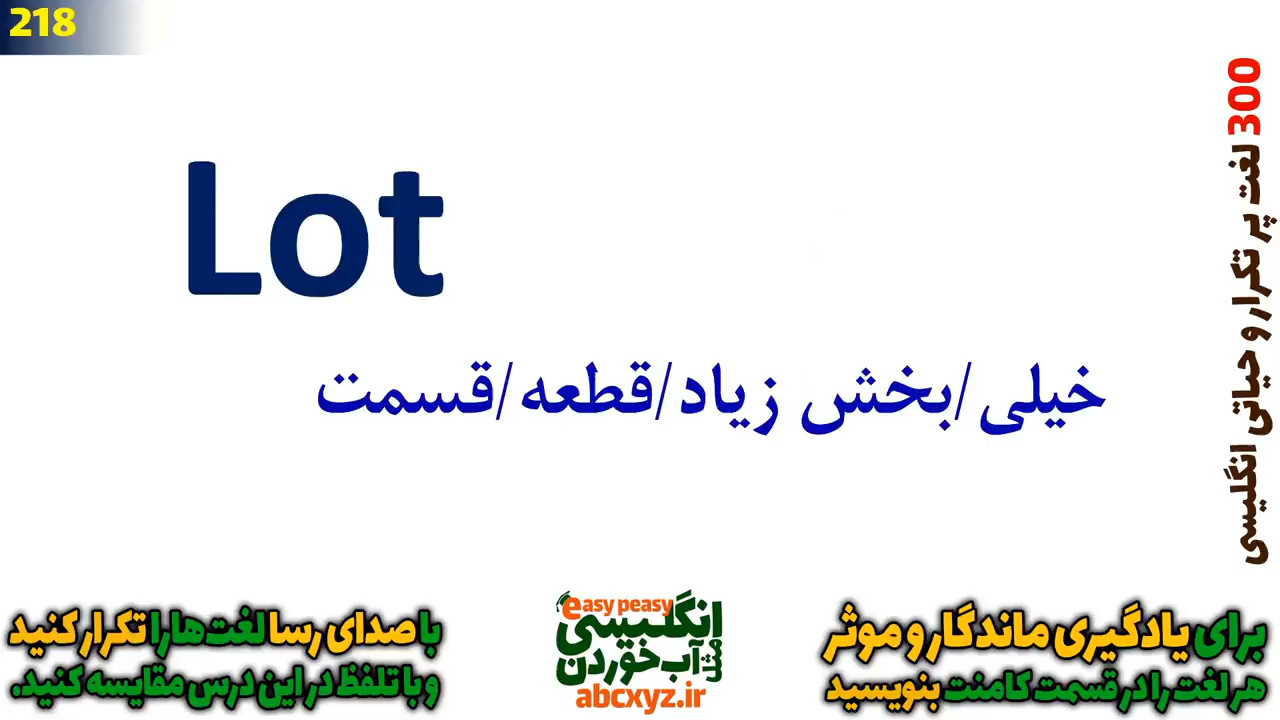 218
Lot
خیلی/بخش زیاد/قطعه/قسمت
300 لغت پر تکرار و حیاتی انگلیسی
برای یادگیری ماندگار و موثر
هر لغت را در قسمت کامنت بنویسید
easy peasy
انگلیسی
مثل
آب خوردن
abcxyz.ir
با صدای رسا لغت‌ها را تکرار کنید
و با تلفظ در این درس مقایسه کنید.